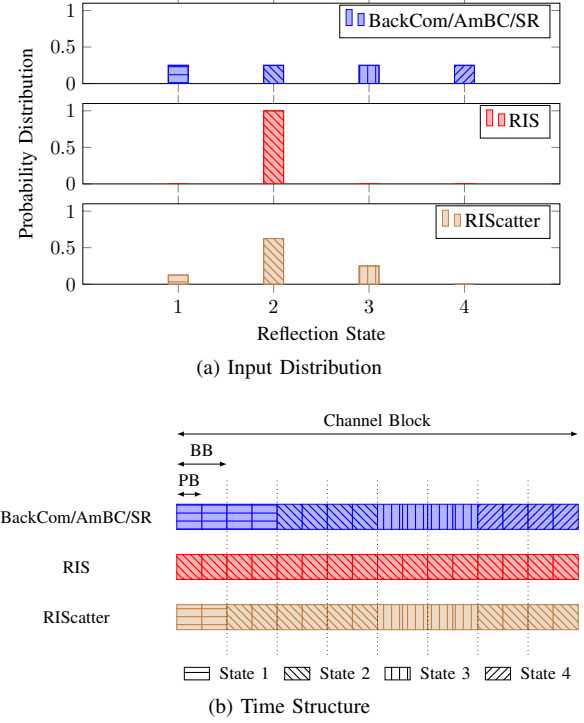 1
0.5
0
BackCom/AmBC/SR
1
0.5
0
RIS
1
0.5
0
RIScatter
Probability Distribution
1 2 3 4
Reflection State
(a) Input Distribution
Channel Block
BB
PB
BackCom/AmBC/SR
RIS
RIScatter
State 1 State 2 State 3 State 4
(b) Time Structure